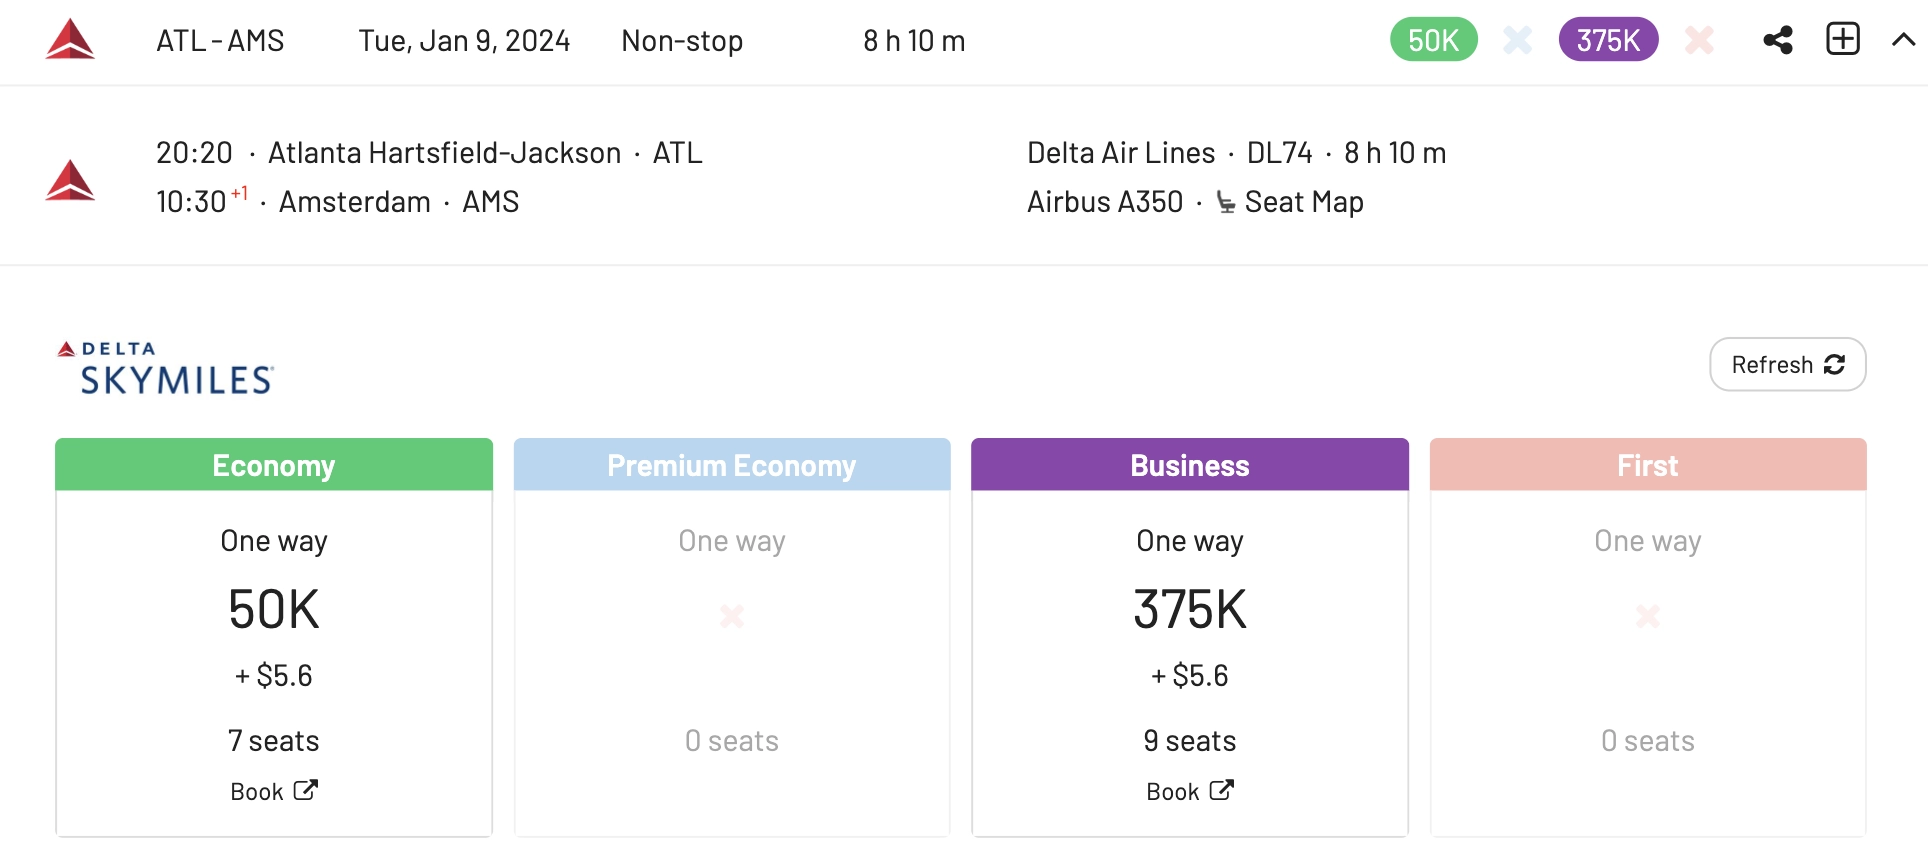 ATL - AMS Tue, Jan 9, 2024 Non-stop 8 h 10 m 50K 375K
20:20 · Atlanta Hartsfield-Jackson · ATL Delta Air Lines · DL74 · 8 h 10 m
10:30 +1 · Amsterdam · AMS Airbus A350 · Seat Map
DELTA
SKYMILES
Refresh
Economy Premium Economy Business First
One way One way One way One way
50K 375K
+ $5.6 + $5.6
7 seats 0 seats 9 seats 0 seats
Book Book